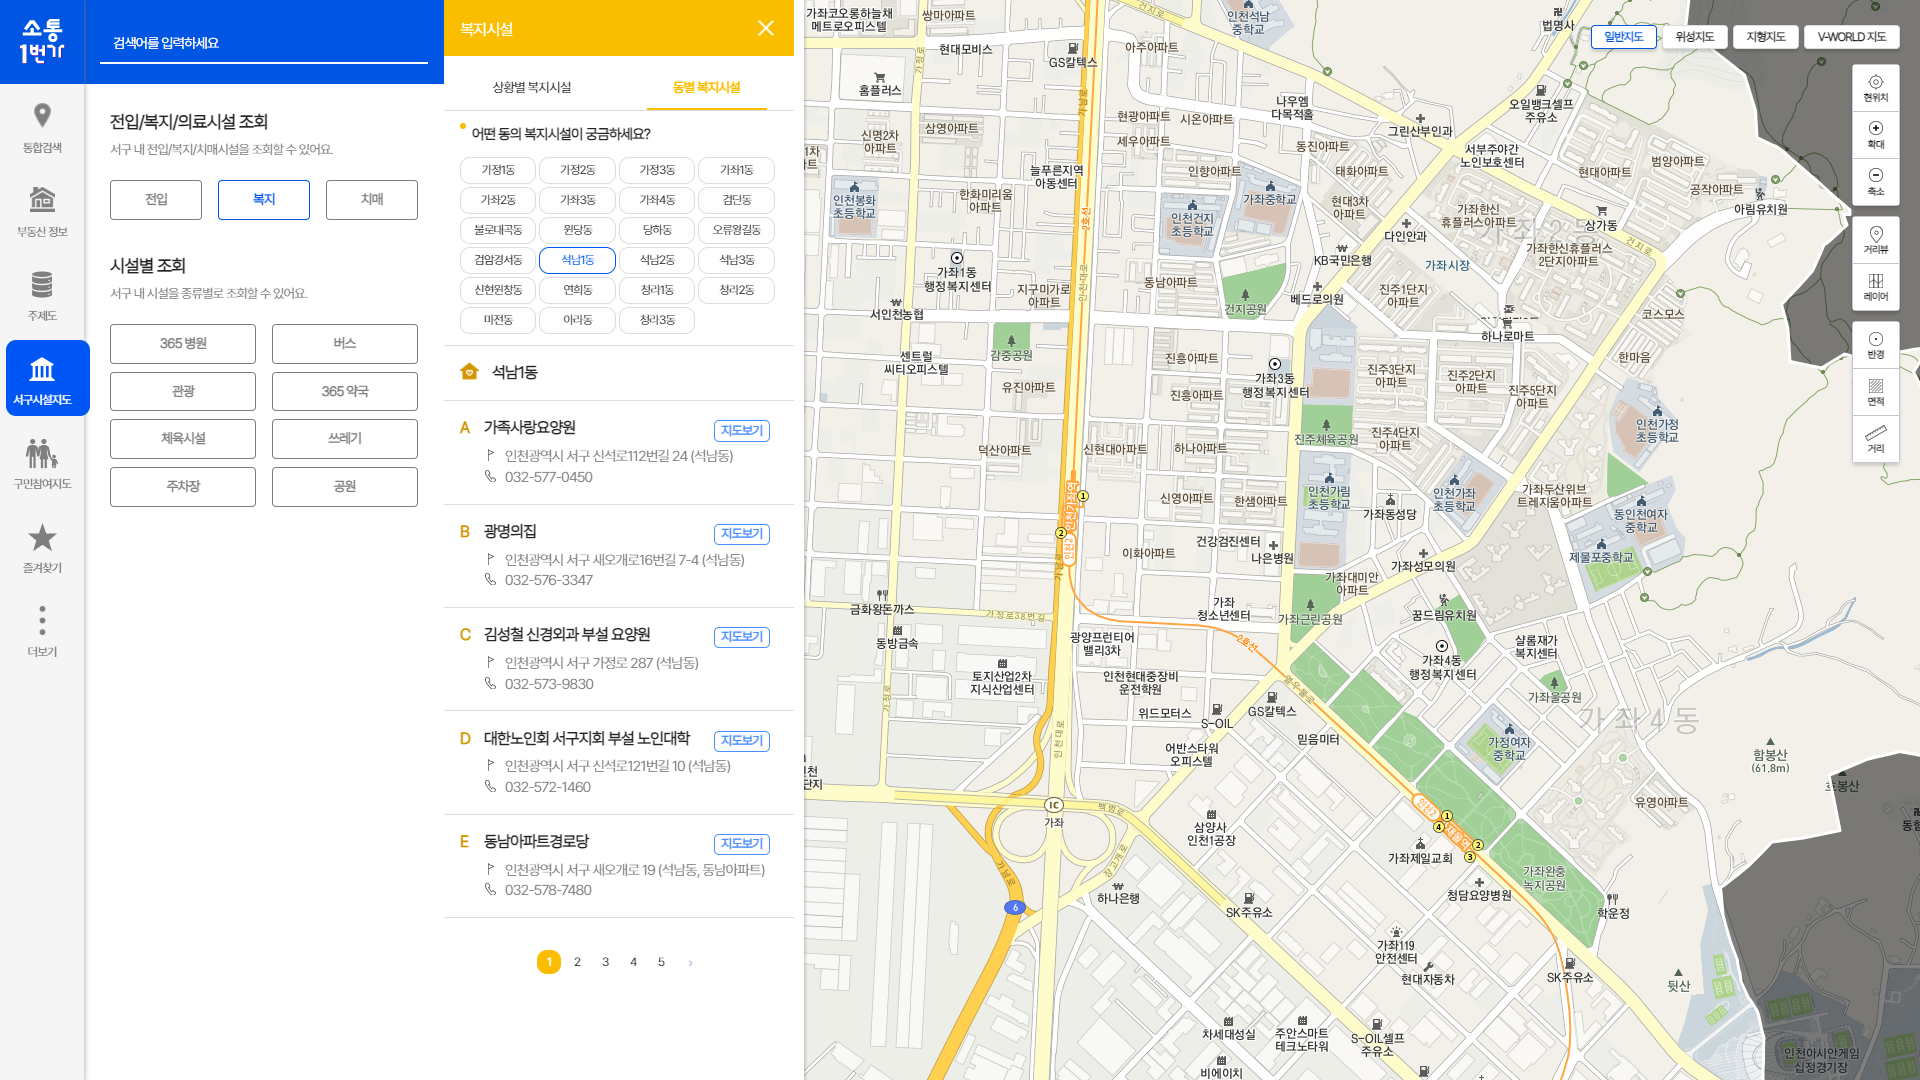 소통
1번가
검색어를 입력하세요
통합검색
부동산 정보
주제도
서구시설지도
구민참여지도
즐겨찾기
더보기
전입/복지/의료시설 조회
서구 내 전입/복지/치매시설을 조회할 수 있어요.
전입 복지 치매
시설별 조회
서구 내 시설을 종류별로 조회할 수 있어요.
365 병원 버스
관광 365 약국
체육시설 쓰레기
주차장 공원
복지시설
상황별 복지시설 동별 복지시설
어떤 동의 복지시설이 궁금하세요?
가정1동 가정2동 가정3동 가좌1동
가좌2동 가좌3동 가좌4동 검단동
불로대곡동 원당동 당하동 오류왕길동
검암경서동 석남1동 석남2동 석남3동
신현원창동 연희동 청라1동 청라2동
마전동 아라동 청라3동
석남1동
A 가족사랑요양원 지도보기
인천광역시 서구 신석로112번길 24 (석남동)
032-577-0450
B 광명의집 지도보기
인천광역시 서구 새오개로16번길 7-4 (석남동)
032-576-3347
C 김성철 신경외과 부설 요양원 지도보기
인천광역시 서구 가정로 287 (석남동)
032-573-9830
D 대한노인회 서구지회 부설 노인대학 지도보기
인천광역시 서구 신석로121번길 10 (석남동)
032-572-1460
E 동남아파트경로당 지도보기
인천광역시 서구 새오개로 19 (석남동, 동남아파트)
032-578-7480
1 2 3 4 5
일반지도 위성지도 지형지도 V-WORLD 지도
현위치
확대
축소
거리뷰
레이어
반경
면적
거리
가좌코오롱하늘채
메트로오피스텔
쌍마아파트
현대모비스
GS칼텍스
아주아파트
인천석남
초등학교
법명사
홈플러스
신명2차
아파트
삼영아파트
현광아파트
시온아파트
세우아파트
나우엠
다목적홀
그린산부인과
오일뱅크셀프
주유소
서부주야간
노인보호센터
동진아파트
태화아파트
현대아파트
범양아파트
공작아파트
아림유치원
늘푸른지역
아동센터
인향아파트
가좌중학교
인천봉화
초등학교
한화미리움
아파트
인천건지
초등학교
현대3차
아파트
가좌한신
휴플러스아파트
상가동
다인안과
KB국민은행
가좌시장
가좌한신휴플러스
2단지아파트
가좌1동
행정복지센터
지구미가로
아파트
동남아파트
건지공원
베드로의원
진주1단지
아파트
서인천농협
감중공원
하나로마트
코스모스
한마음
센트럴
씨티오피스텔
진흥아파트
유진아파트
진흥아파트
가좌3동
행정복지센터
진주3단지
아파트
진주2단지
아파트
진주5단지
아파트
인천가정
초등학교
진주체육공원
진주4단지
아파트
덕산아파트
신현대아파트
하나아파트
신영아파트
한샘아파트
인천가림
초등학교
가좌동성당
인천가좌
초등학교
가좌두산위브
트레지움아파트
동인천여자
중학교
제물포중학교
인천가좌역
이화아파트
건강검진센터
나은병원
가좌성모의원
가좌대미안
아파트
가좌근린공원
꿈드림유치원
샬롬재가
복지센터
가좌4동
행정복지센터
가좌울공원
가좌4동
금화왕돈까스
동방금속
가정로38번길
가좌
청소년센터
2호선
광양프런티어
밸리3차
토지산업2차
지식산업센터
인천현대중장비
운전학원
위드모터스
S-OIL
GS칼텍스
믿음미터
어반스타워
오피스텔
가정여자
중학교
함봉산
(61.8m)
유영아파트
IC
가좌
백범로
장고개로
인천대로
가정로
가남로
열우물로
건지로
삼양사
인천1공장
하나은행
6
SK주유소
가좌제일교회
청담요양병원
가좌완충
녹지공원
학운정
가좌119
안전센터
현대자동차
SK주유소
뒷산
차세대성실
주안스마트
테크노타워
S-OIL셀프
주유소
비에이치
인천아시안게임
십정경기장